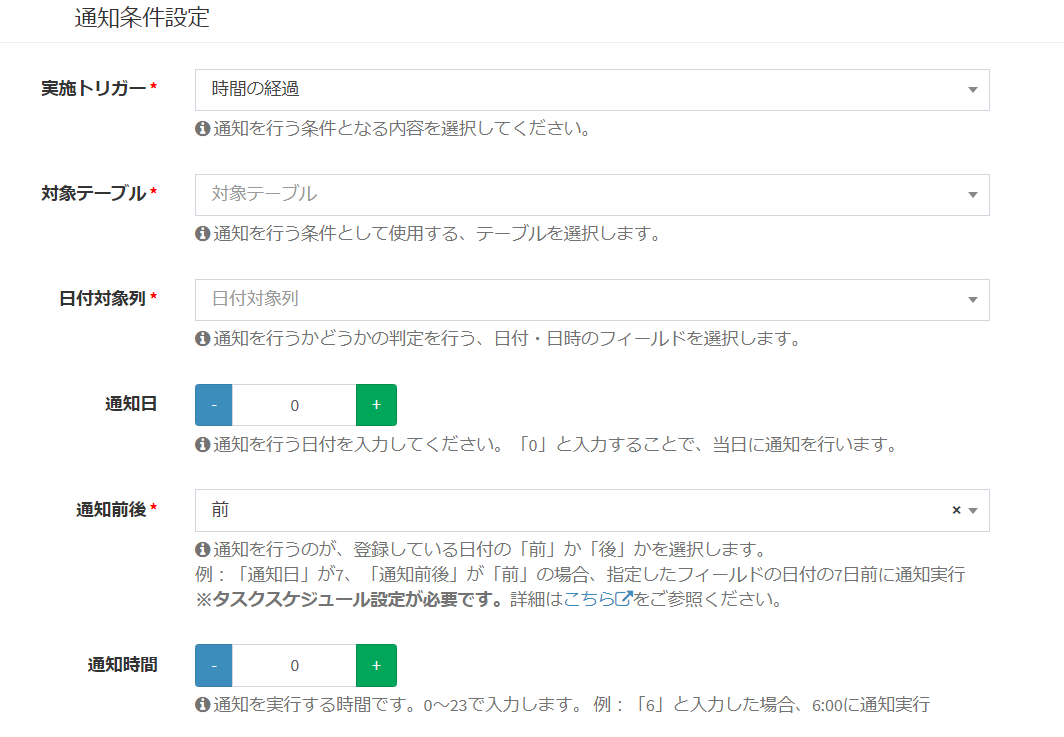 通知条件設定
実施トリガー*
時間の経過
通知を行う条件となる内容を選択してください。
対象テーブル*
対象テーブル
通知を行う条件として使用する、テーブルを選択します。
日付対象列*
日付対象列
通知を行うかどうかの判定を行う、日付・日時のフィールドを選択します。
通知日
- 0 +
通知を行う日付を入力してください。「0」と入力することで、当日に通知を行います。
通知前後*
前 ×
通知を行うのが、登録している日付の「前」か「後」かを選択します。
例：「通知日」が7、「通知前後」が「前」の場合、指定したフィールドの日付の7日前に通知実行
※タスクスケジュール設定が必要です。詳細はこちらをご参照ください。
通知時間
- 0 +
通知を実行する時間です。0～23で入力します。 例：「6」と入力した場合、6:00に通知実行